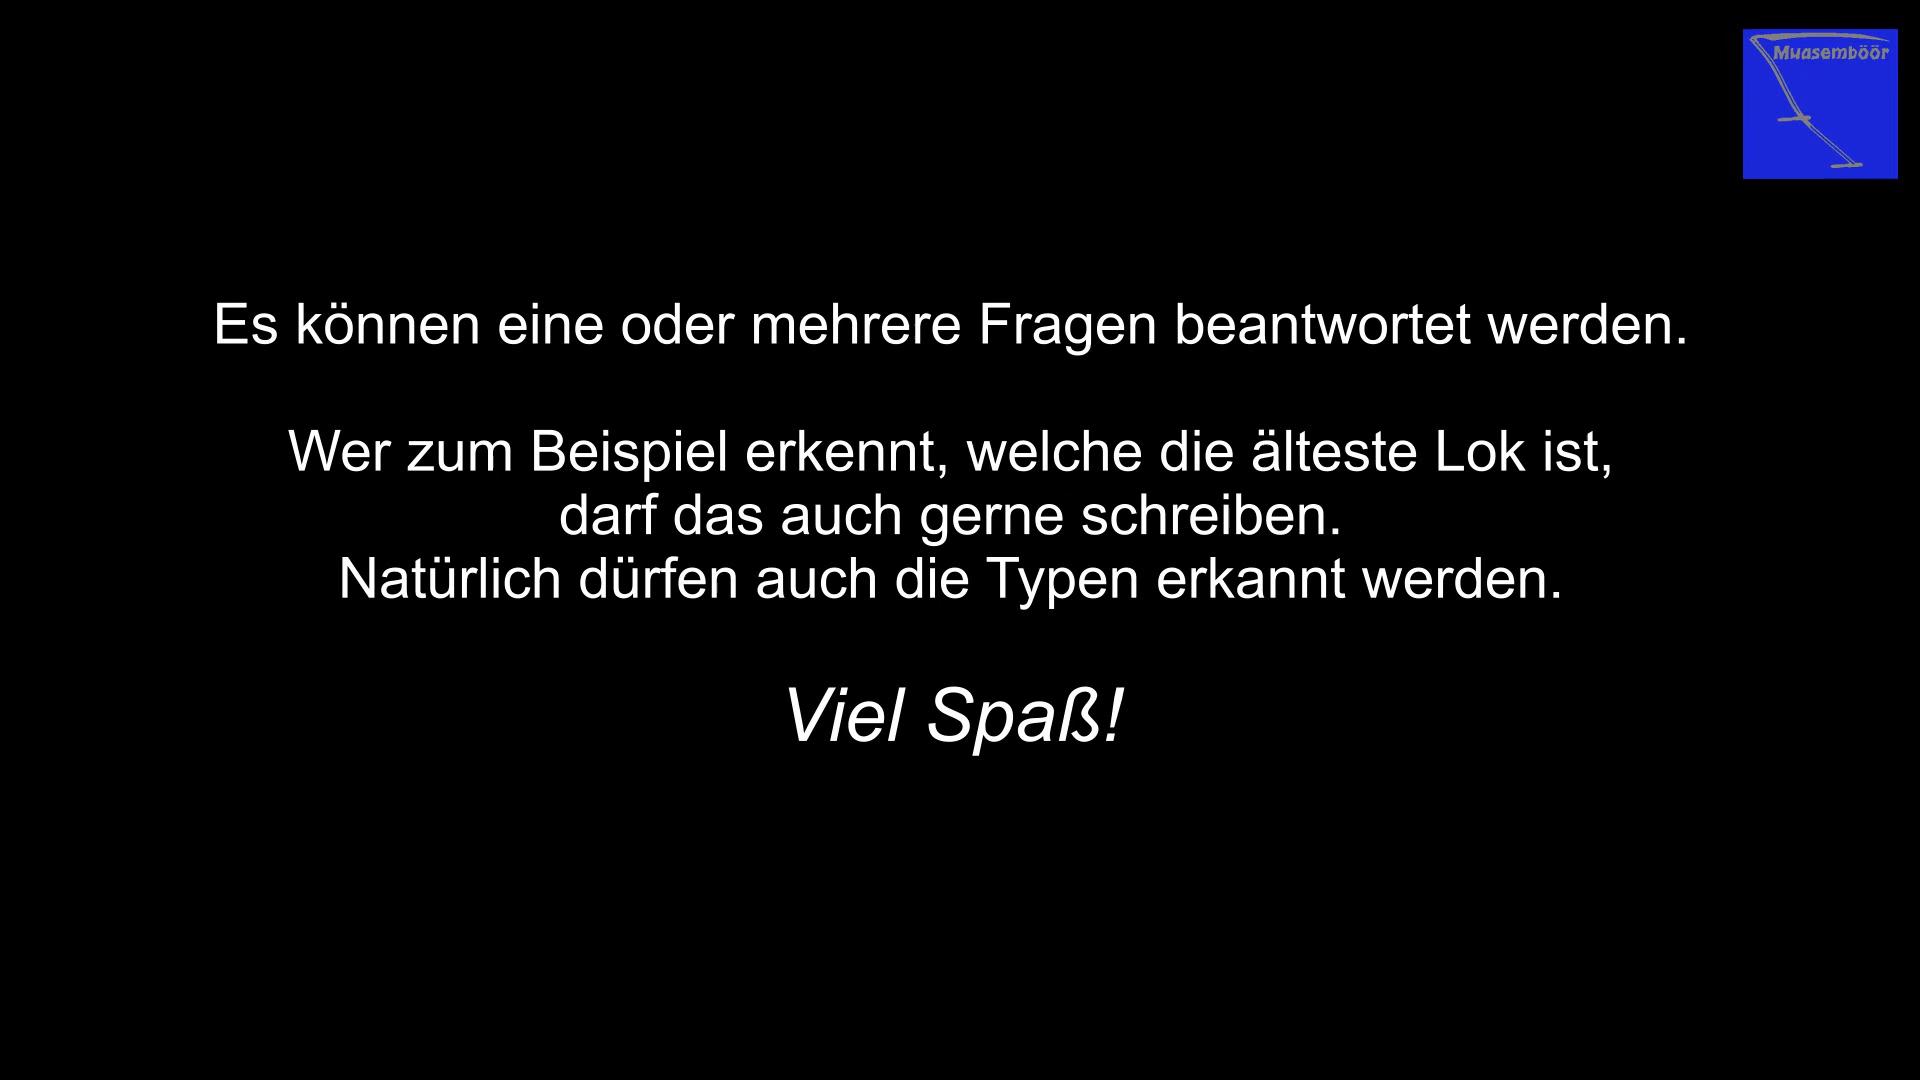 Muasemböör
Es können eine oder mehrere Fragen beantwortet werden.
Wer zum Beispiel erkennt, welche die älteste Lok ist,
darf das auch gerne schreiben.
Natürlich dürfen auch die Typen erkannt werden.
Viel Spaß!